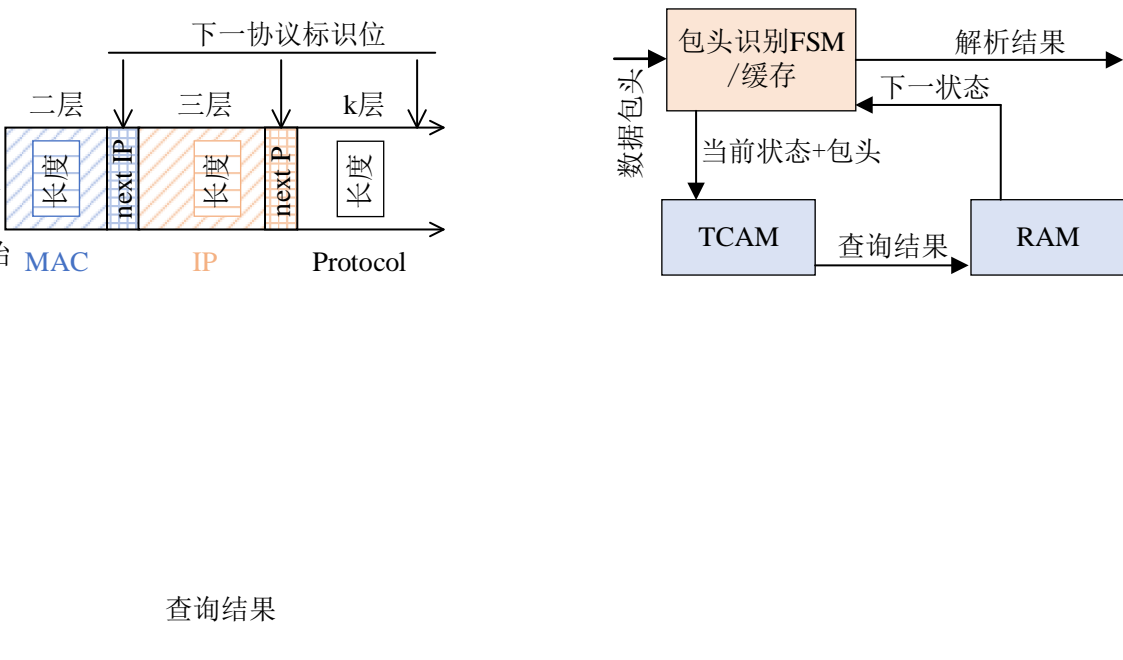 下一协议标识位
二层
三层
k层
长度
next IP
长度
next P
长度
MAC
IP
Protocol
数据包头
包头识别FSM
/缓存
解析结果
下一状态
当前状态+包头
TCAM
查询结果
RAM
查询结果